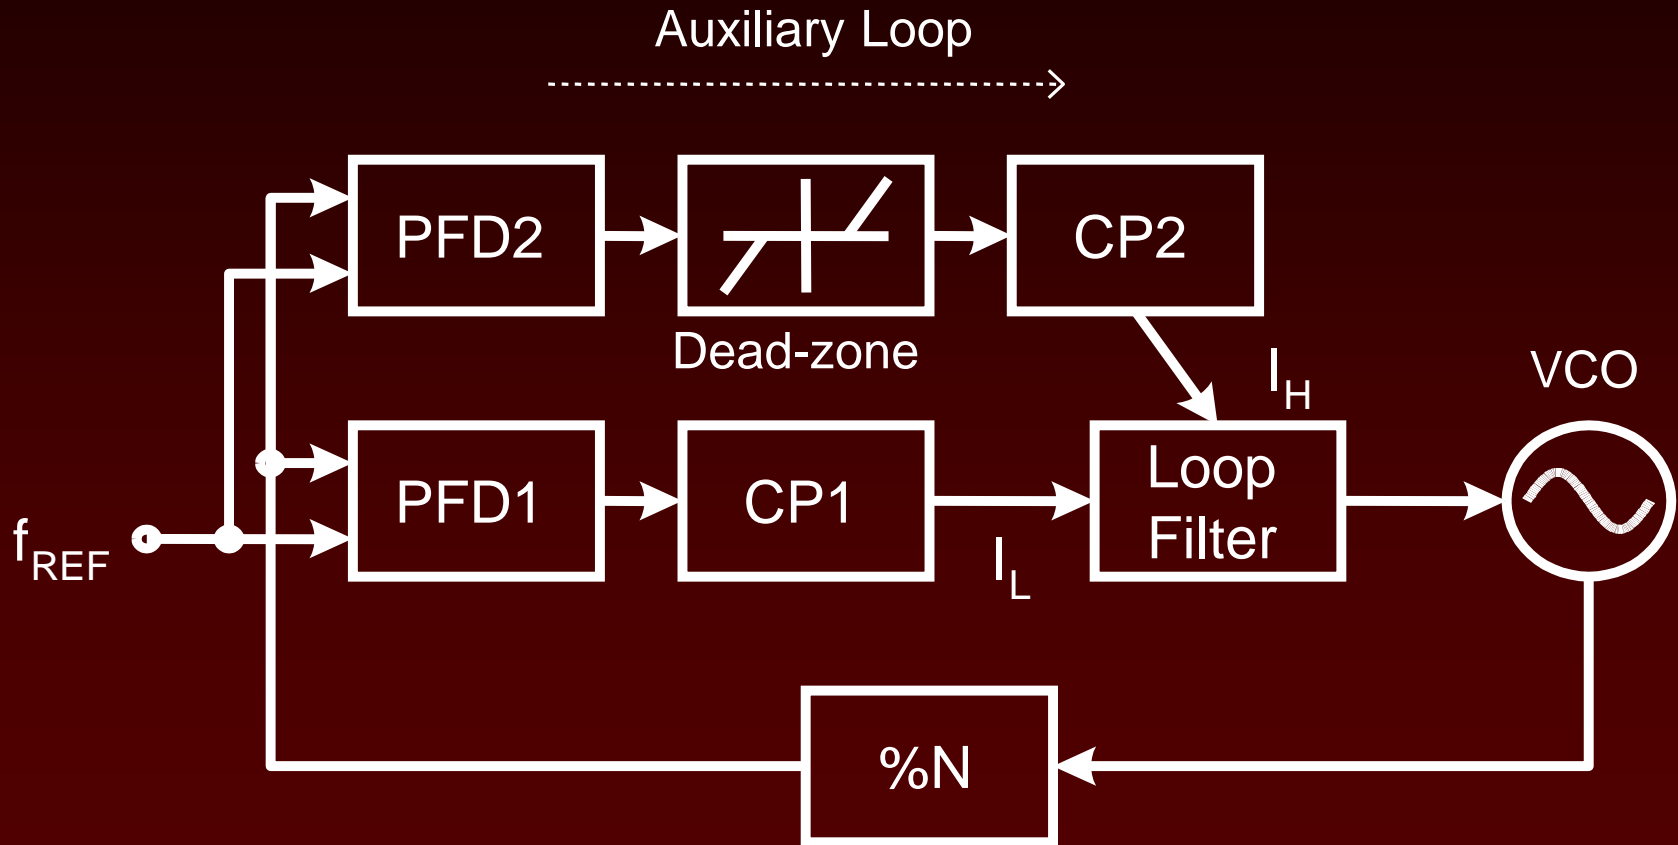 Auxiliary Loop
PFD2
CP2
Dead-zone
I_H
VCO
PFD1
CP1
Loop
Filter
f_REF
I_L
%N